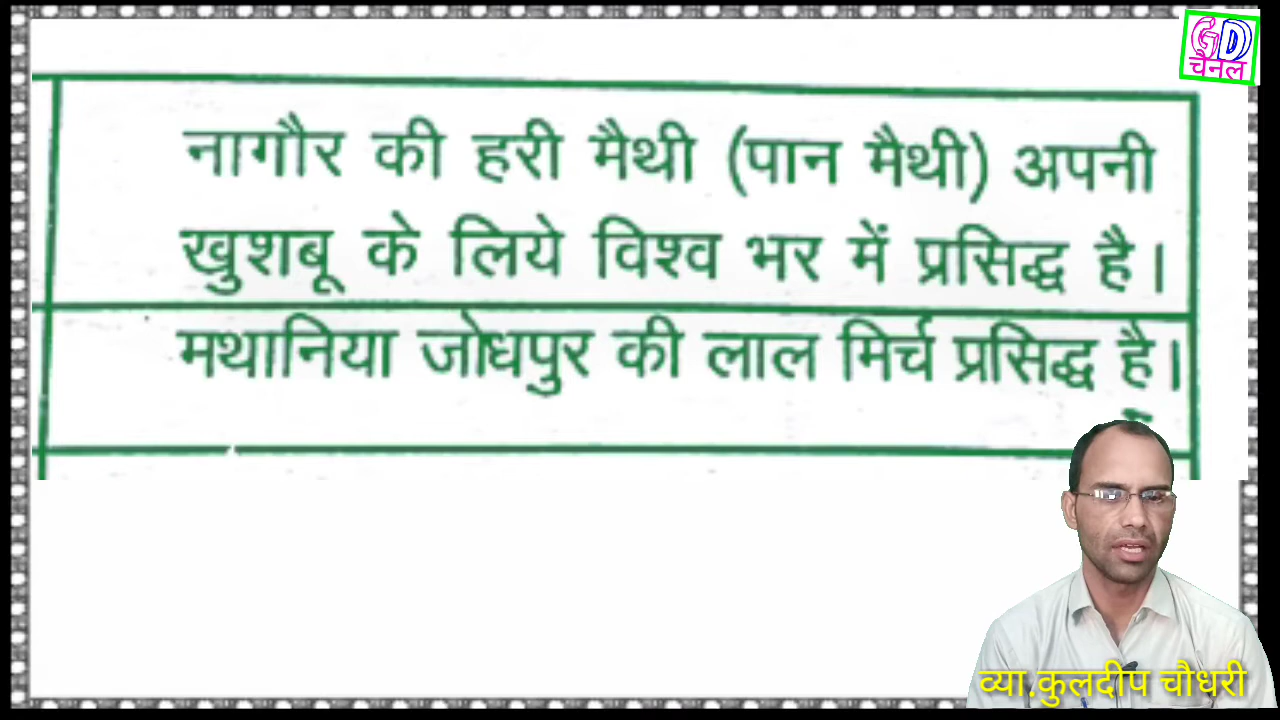 GD
चैनल
नागौर की हरी मैथी (पान मैथी) अपनी
खुशबू के लिये विश्व भर में प्रसिद्ध है।
मथानिया जोधपुर की लाल मिर्च प्रसिद्ध है।
व्या.कुलदीप चौधरी